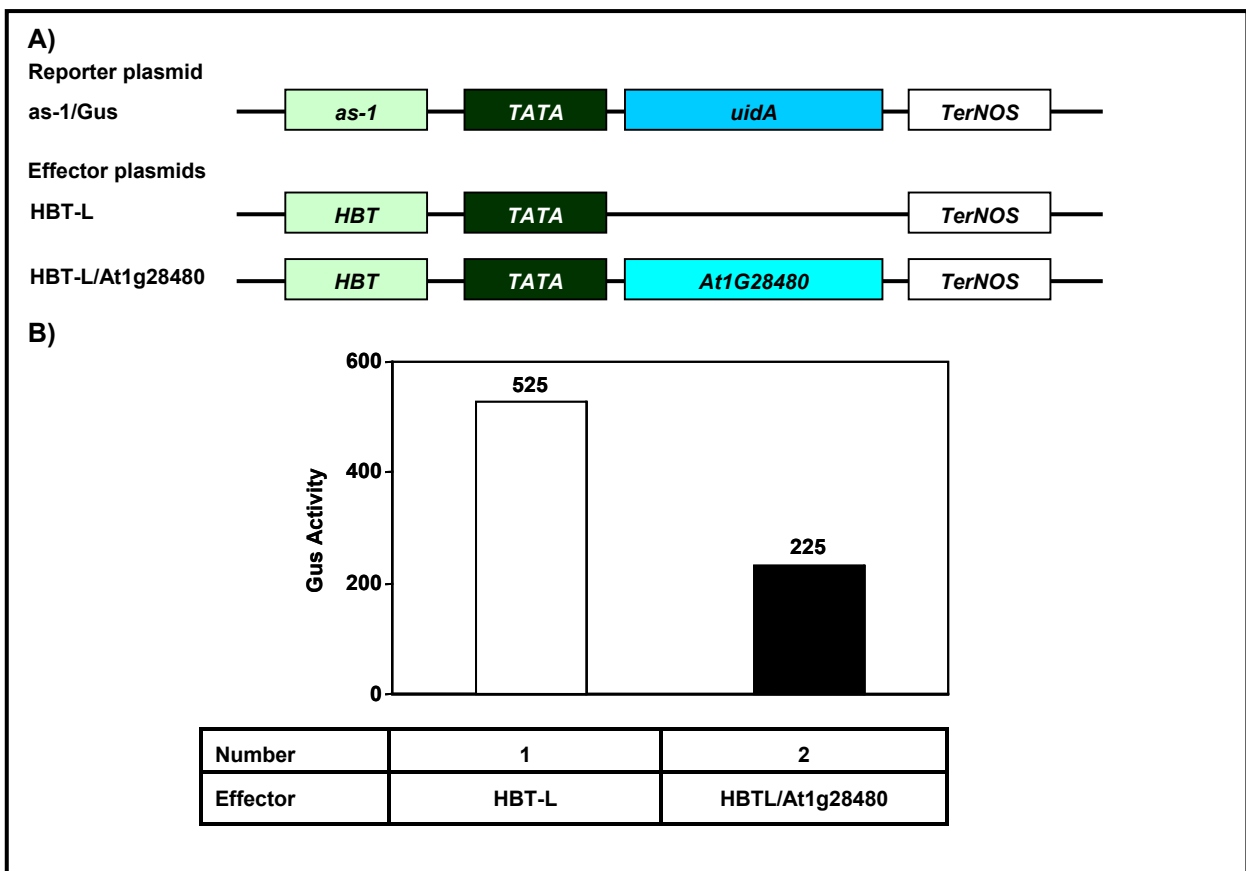 A)
Reporter plasmid
as-1/Gus as-1 TATA uidA TerNOS
Effector plasmids
HBT-L HBT TATA TerNOS
HBT-L/At1g28480 HBT TATA At1G28480 TerNOS
B)
Gus Activity
600
525
400
225
200
0
Number 1 2
Effector HBT-L HBTL/At1g28480